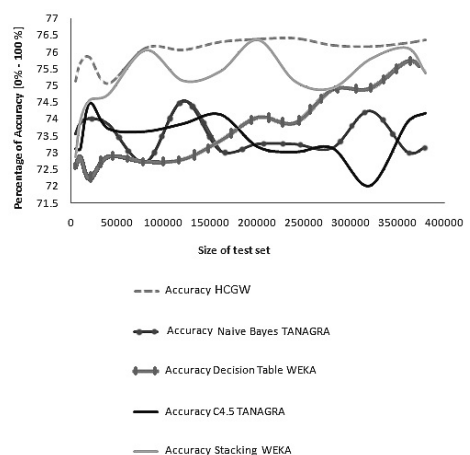 77
76.5
76
75.5
75
74.5
74
73.5
73
72.5
72
71.5
Percentage of Accuracy [0% - 100 %]
0 50000 100000 150000 200000 250000 300000 350000 400000
Size of test set
Accuracy HCGW
Accuracy Naive Bayes TANAGRA
Accuracy Decision Table WEKA
Accuracy C4.5 TANAGRA
Accuracy Stacking WEKA